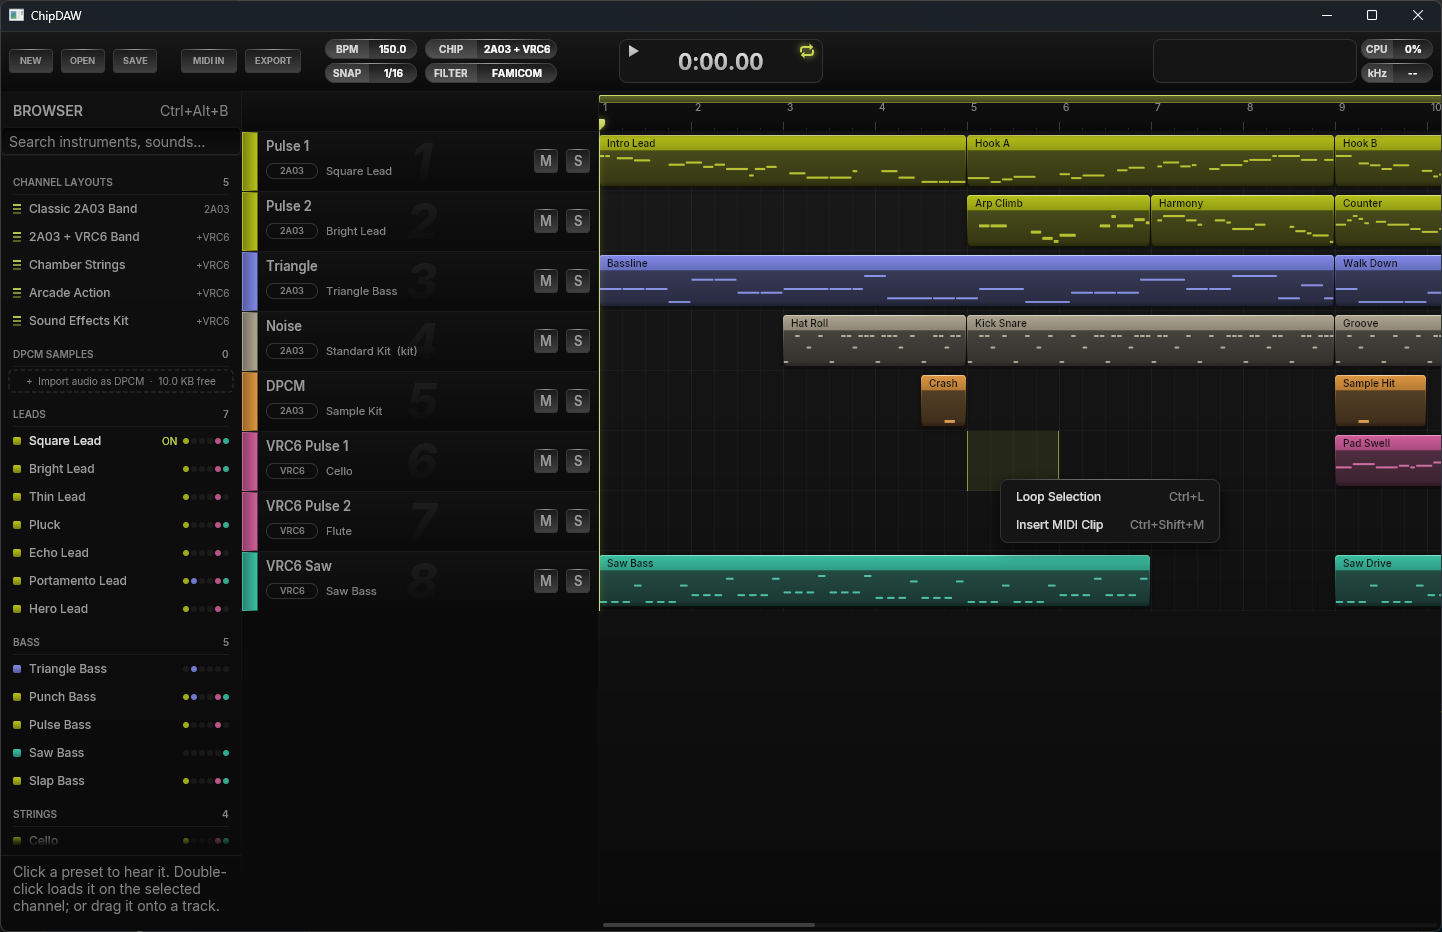 ChipDAW
NEW OPEN SAVE MIDI IN EXPORT
BPM 150.0 CHIP 2A03 + VRC6
SNAP 1/16 FILTER FAMICOM
0:00.00
CPU 0%
kHz --
BROWSER Ctrl+Alt+B
Search instruments, sounds...
CHANNEL LAYOUTS 5
Classic 2A03 Band 2A03
2A03 + VRC6 Band +VRC6
Chamber Strings +VRC6
Arcade Action +VRC6
Sound Effects Kit +VRC6
DPCM SAMPLES 0
+ Import audio as DPCM · 10.0 KB free
LEADS 7
Square Lead ON
Bright Lead
Thin Lead
Pluck
Echo Lead
Portamento Lead
Hero Lead
BASS 5
Triangle Bass
Punch Bass
Pulse Bass
Saw Bass
Slap Bass
STRINGS 4
Cello
Click a preset to hear it. Double-
click loads it on the selected
channel; or drag it onto a track.
1 2 3 4 5 6 7 8 9 10
Pulse 1 1 M S
2A03 Square Lead
Pulse 2 2 M S
2A03 Bright Lead
Triangle 3 M S
2A03 Triangle Bass
Noise 4 M S
2A03 Standard Kit (kit)
DPCM 5 M S
2A03 Sample Kit
VRC6 Pulse 1 6 M S
VRC6 Cello
VRC6 Pulse 2 7 M S
VRC6 Flute
VRC6 Saw 8 M S
VRC6 Saw Bass
Intro Lead Hook A Hook B
Arp Climb Harmony Counter
Bassline Walk Down
Hat Roll Kick Snare Groove
Crash Sample Hit
Pad Swell
Loop Selection Ctrl+L
Insert MIDI Clip Ctrl+Shift+M
Saw Bass Saw Drive